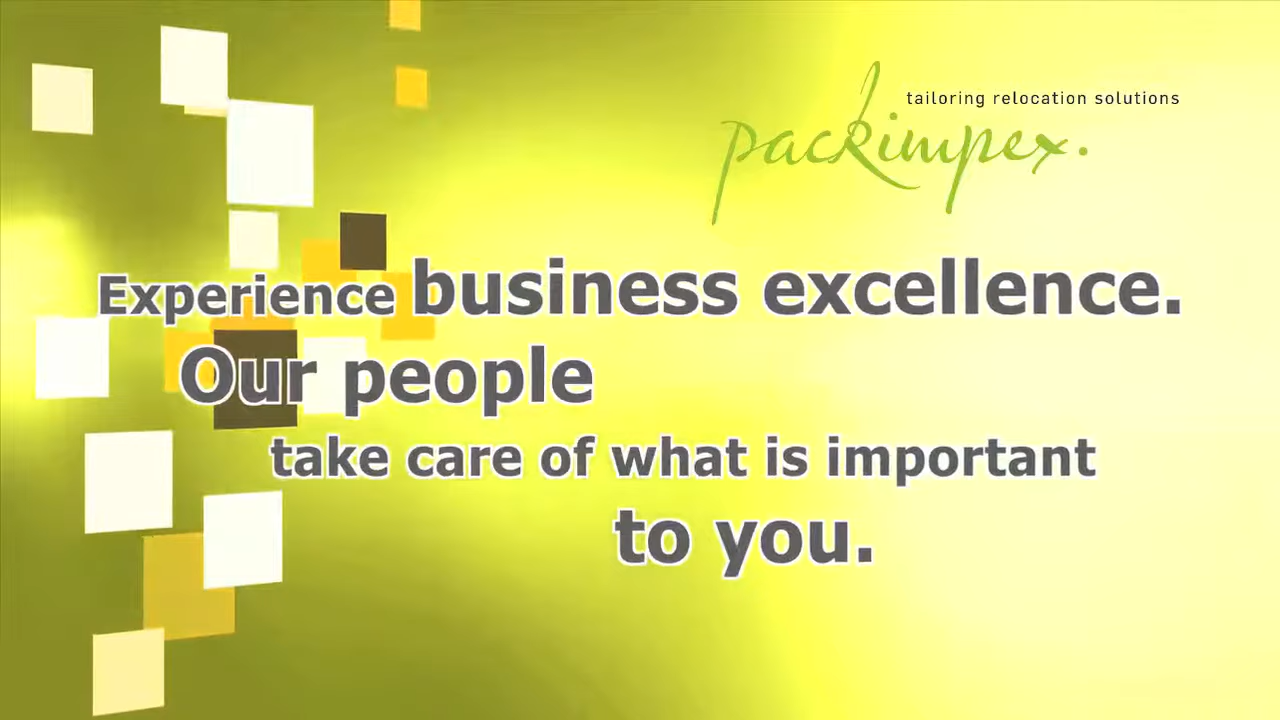 tailoring relocation solutions
packimpex.
Experience business excellence.
Our people
take care of what is important
to you.